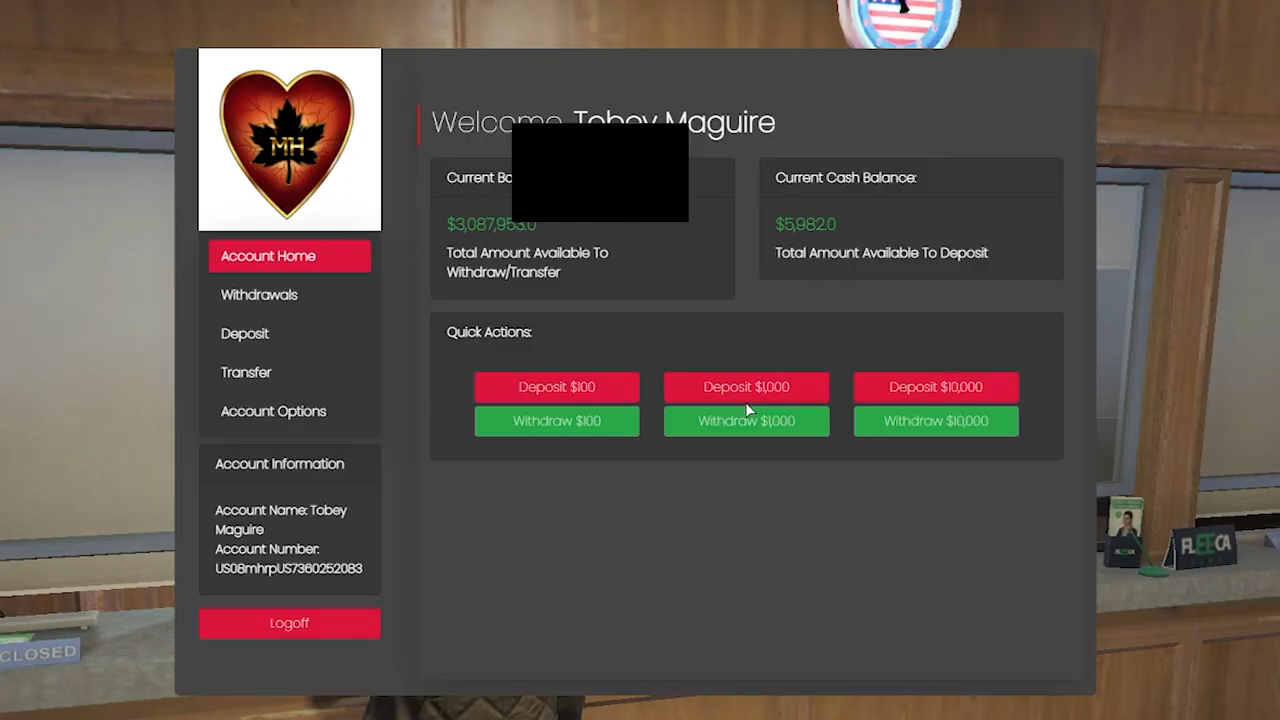 MH
Welcome Tobey Maguire
Current
$3,087,953.0
Total Amount Available To
Withdraw/Transfer
Current Cash Balance:
$5,982.0
Total Amount Available To Deposit
Account Home
Withdrawals
Deposit
Transfer
Account Options
Quick Actions:
Deposit $100
Deposit $1,000
Deposit $10,000
Withdraw $100
Withdraw $1,000
Withdraw $10,000
Account Information
Account Name: Tobey
Maguire
Account Number:
US08mhrpUS7360252083
Logoff
CLOSED
FLEECA
FLEECA